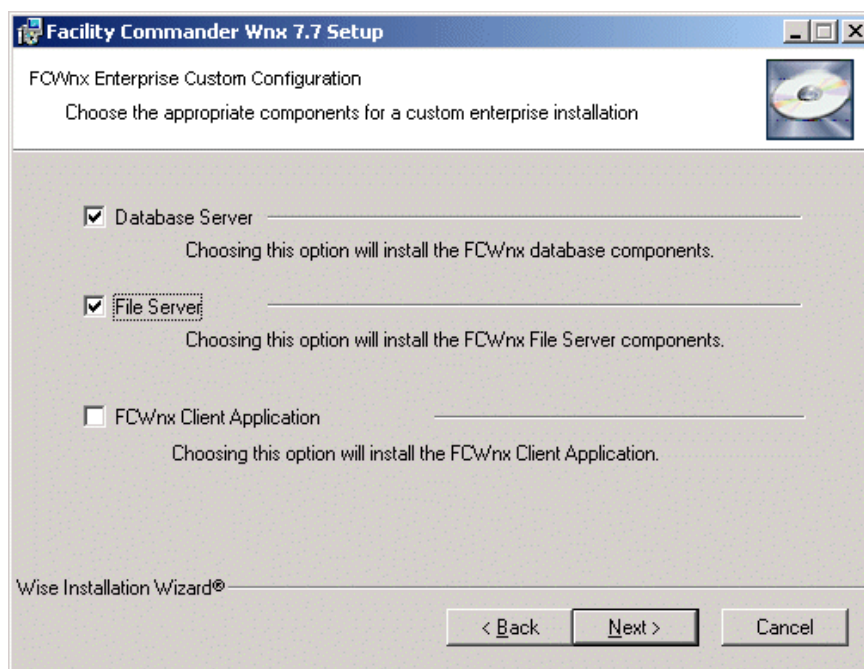 Facility Commander Wnx 7.7 Setup
FCWnx Enterprise Custom Configuration
Choose the appropriate components for a custom enterprise installation
Database Server
Choosing this option will install the FCWnx database components.
File Server
Choosing this option will install the FCWnx File Server components.
FCWnx Client Application
Choosing this option will install the FCWnx Client Application.
Wise Installation Wizard®
< Back Next > Cancel